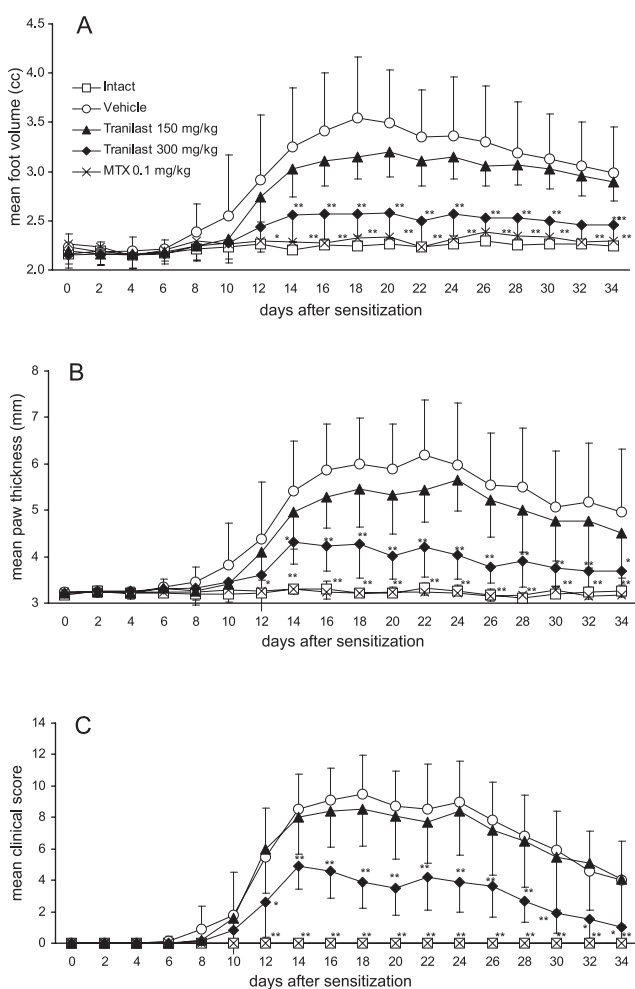 A
4.5
4.0
3.5
3.0
2.5
2.0
mean foot volume (cc)
Intact
Vehicle
Tranilast 150 mg/kg
Tranilast 300 mg/kg
MTX 0.1 mg/kg
** ** ** ** ** ** ** ** ** **
* ** ** ** ** ** ** ** ** ** ** **
0 2 4 6 8 10 12 14 16 18 20 22 24 26 28 30 32 34
days after sensitization
B
8
7
6
5
4
3
mean paw thickness (mm)
* ** ** ** ** ** ** ** ** ** *
* ** ** ** ** ** ** ** ** ** ** **
0 2 4 6 8 10 12 14 16 18 20 22 24 26 28 30 32 34
days after sensitization
C
14
12
10
8
6
4
2
0
mean clinical score
* ** ** ** ** ** ** ** ** ** * *
** ** ** ** ** ** ** ** ** ** ** **
0 2 4 6 8 10 12 14 16 18 20 22 24 26 28 30 32 34
days after sensitization